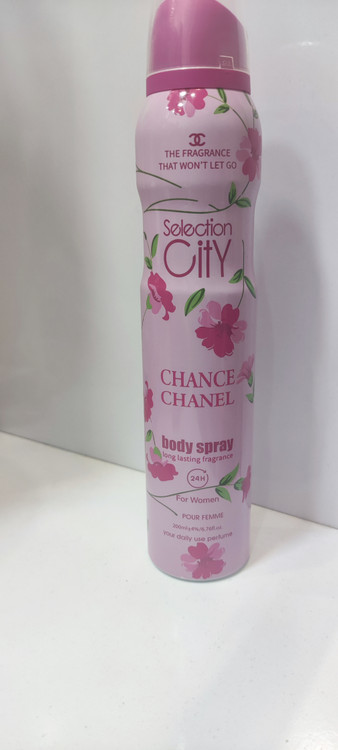 THE FRAGRANCE
THAT WON'T LET GO
Selection
City
CHANCE
CHANEL
body spray
long lasting fragrance
24H
For Women
POUR FEMME
Your daily use perfume